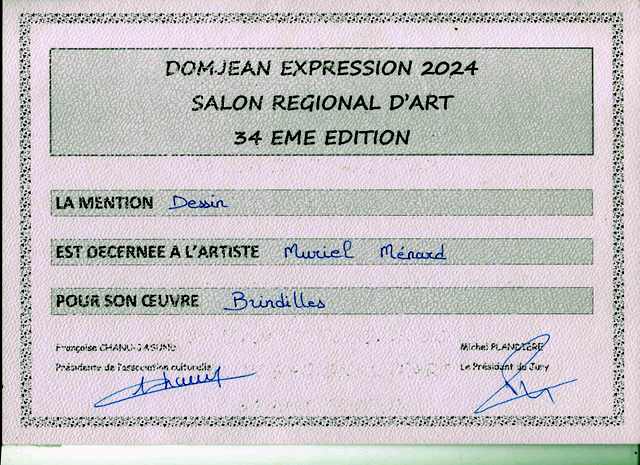 DOMJEAN EXPRESSION 2024
SALON REGIONAL D'ART
34 EME EDITION
LA MENTION Dessin
EST DECERNEE A L'ARTISTE Muriel Ménard
POUR SON ŒUVRE Brindilles
Françoise
Michel
Présidente de l'association culturelle
Le Président du Jury